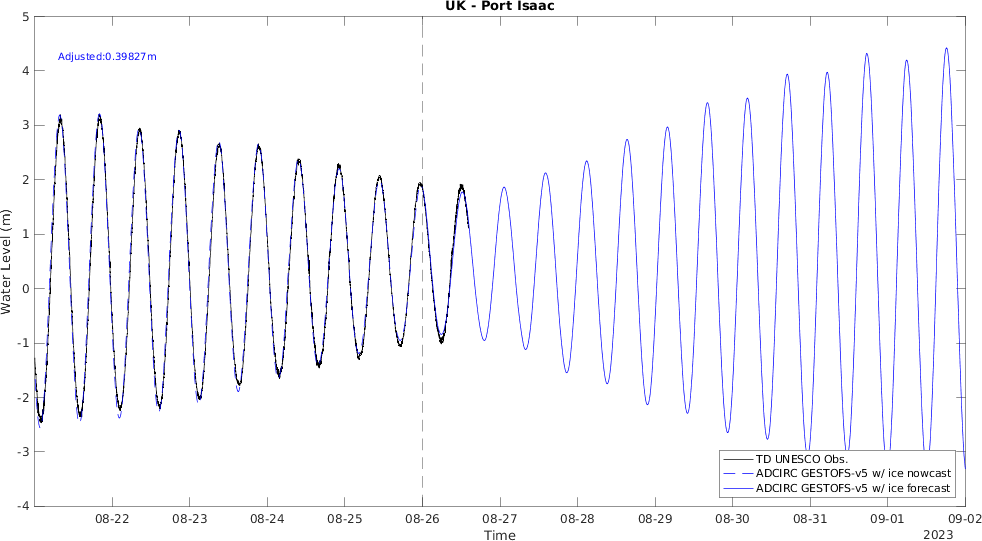 UK - Port Isaac
Adjusted:0.39827m
Water Level (m)
5
4
3
2
1
0
-1
-2
-3
-4
TD UNESCO Obs.
ADCIRC GESTOFS-v5 w/ ice nowcast
ADCIRC GESTOFS-v5 w/ ice forecast
08-22 08-23 08-24 08-25 08-26 08-27 08-28 08-29 08-30 08-31 09-01 09-02
Time
2023